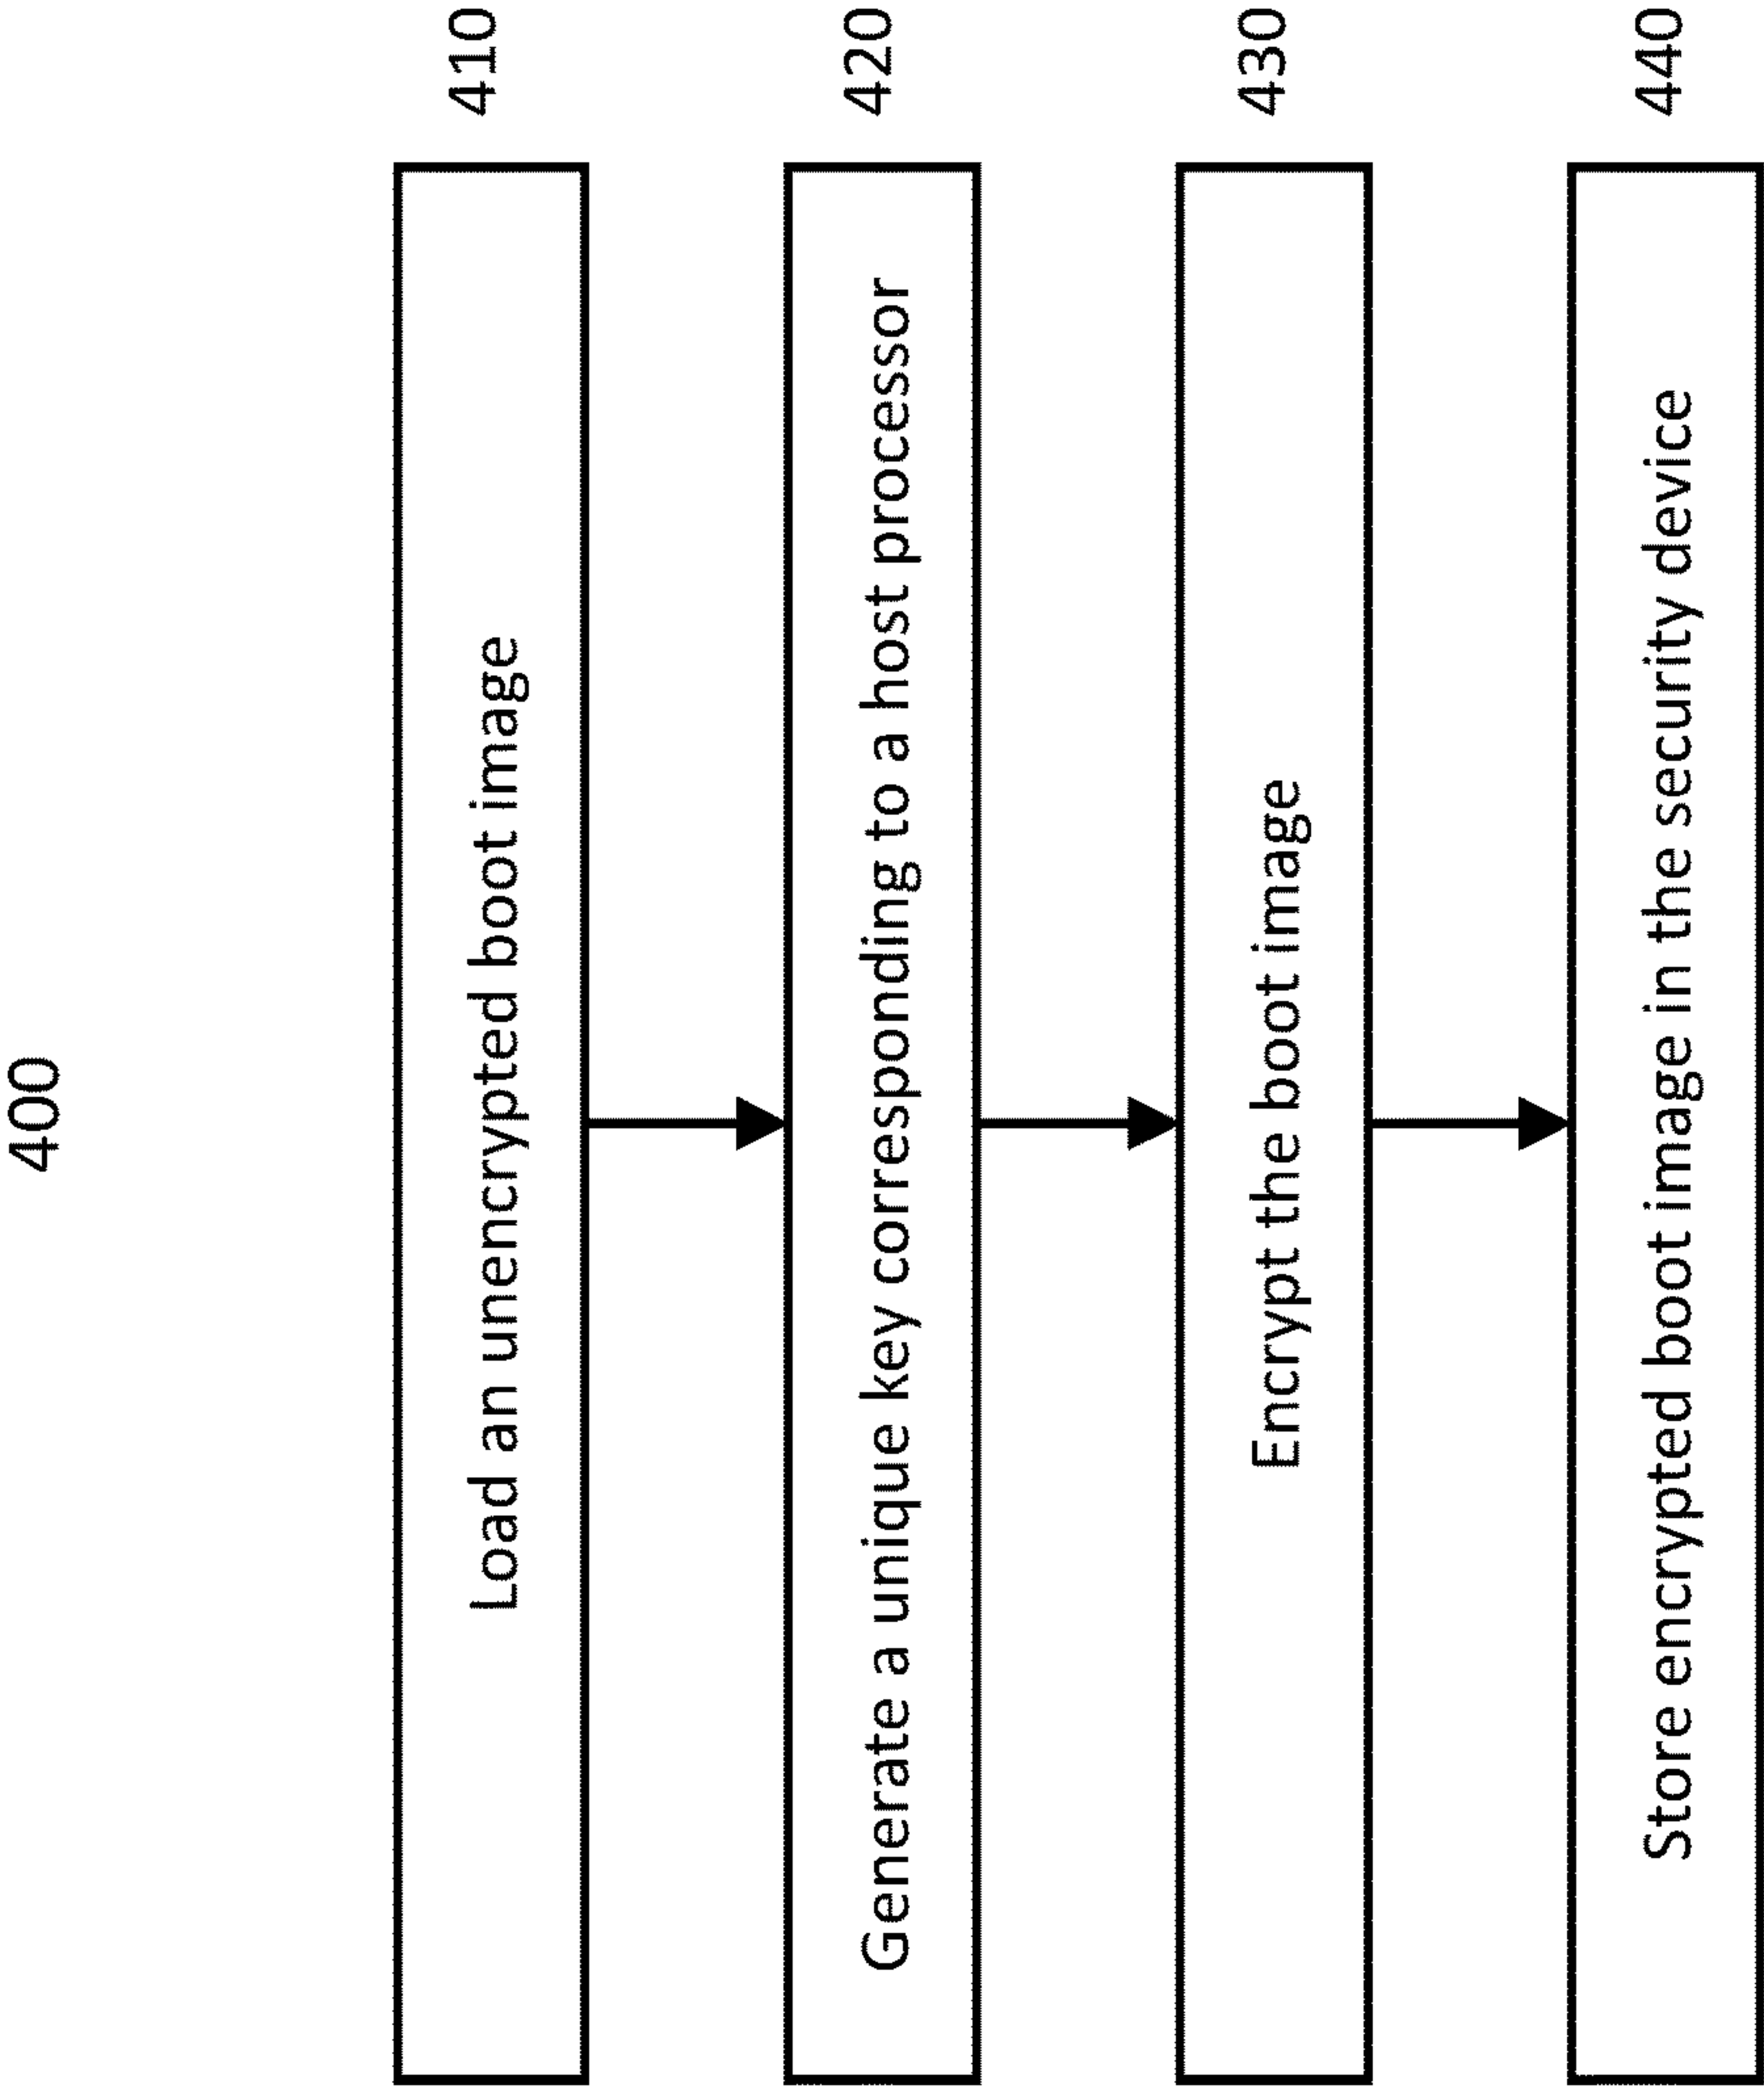 400
Load an unencrypted boot image
410
Generate a unique key corresponding to a host processor
420
Encrypt the boot image
430
Store encrypted boot image in the security device
440